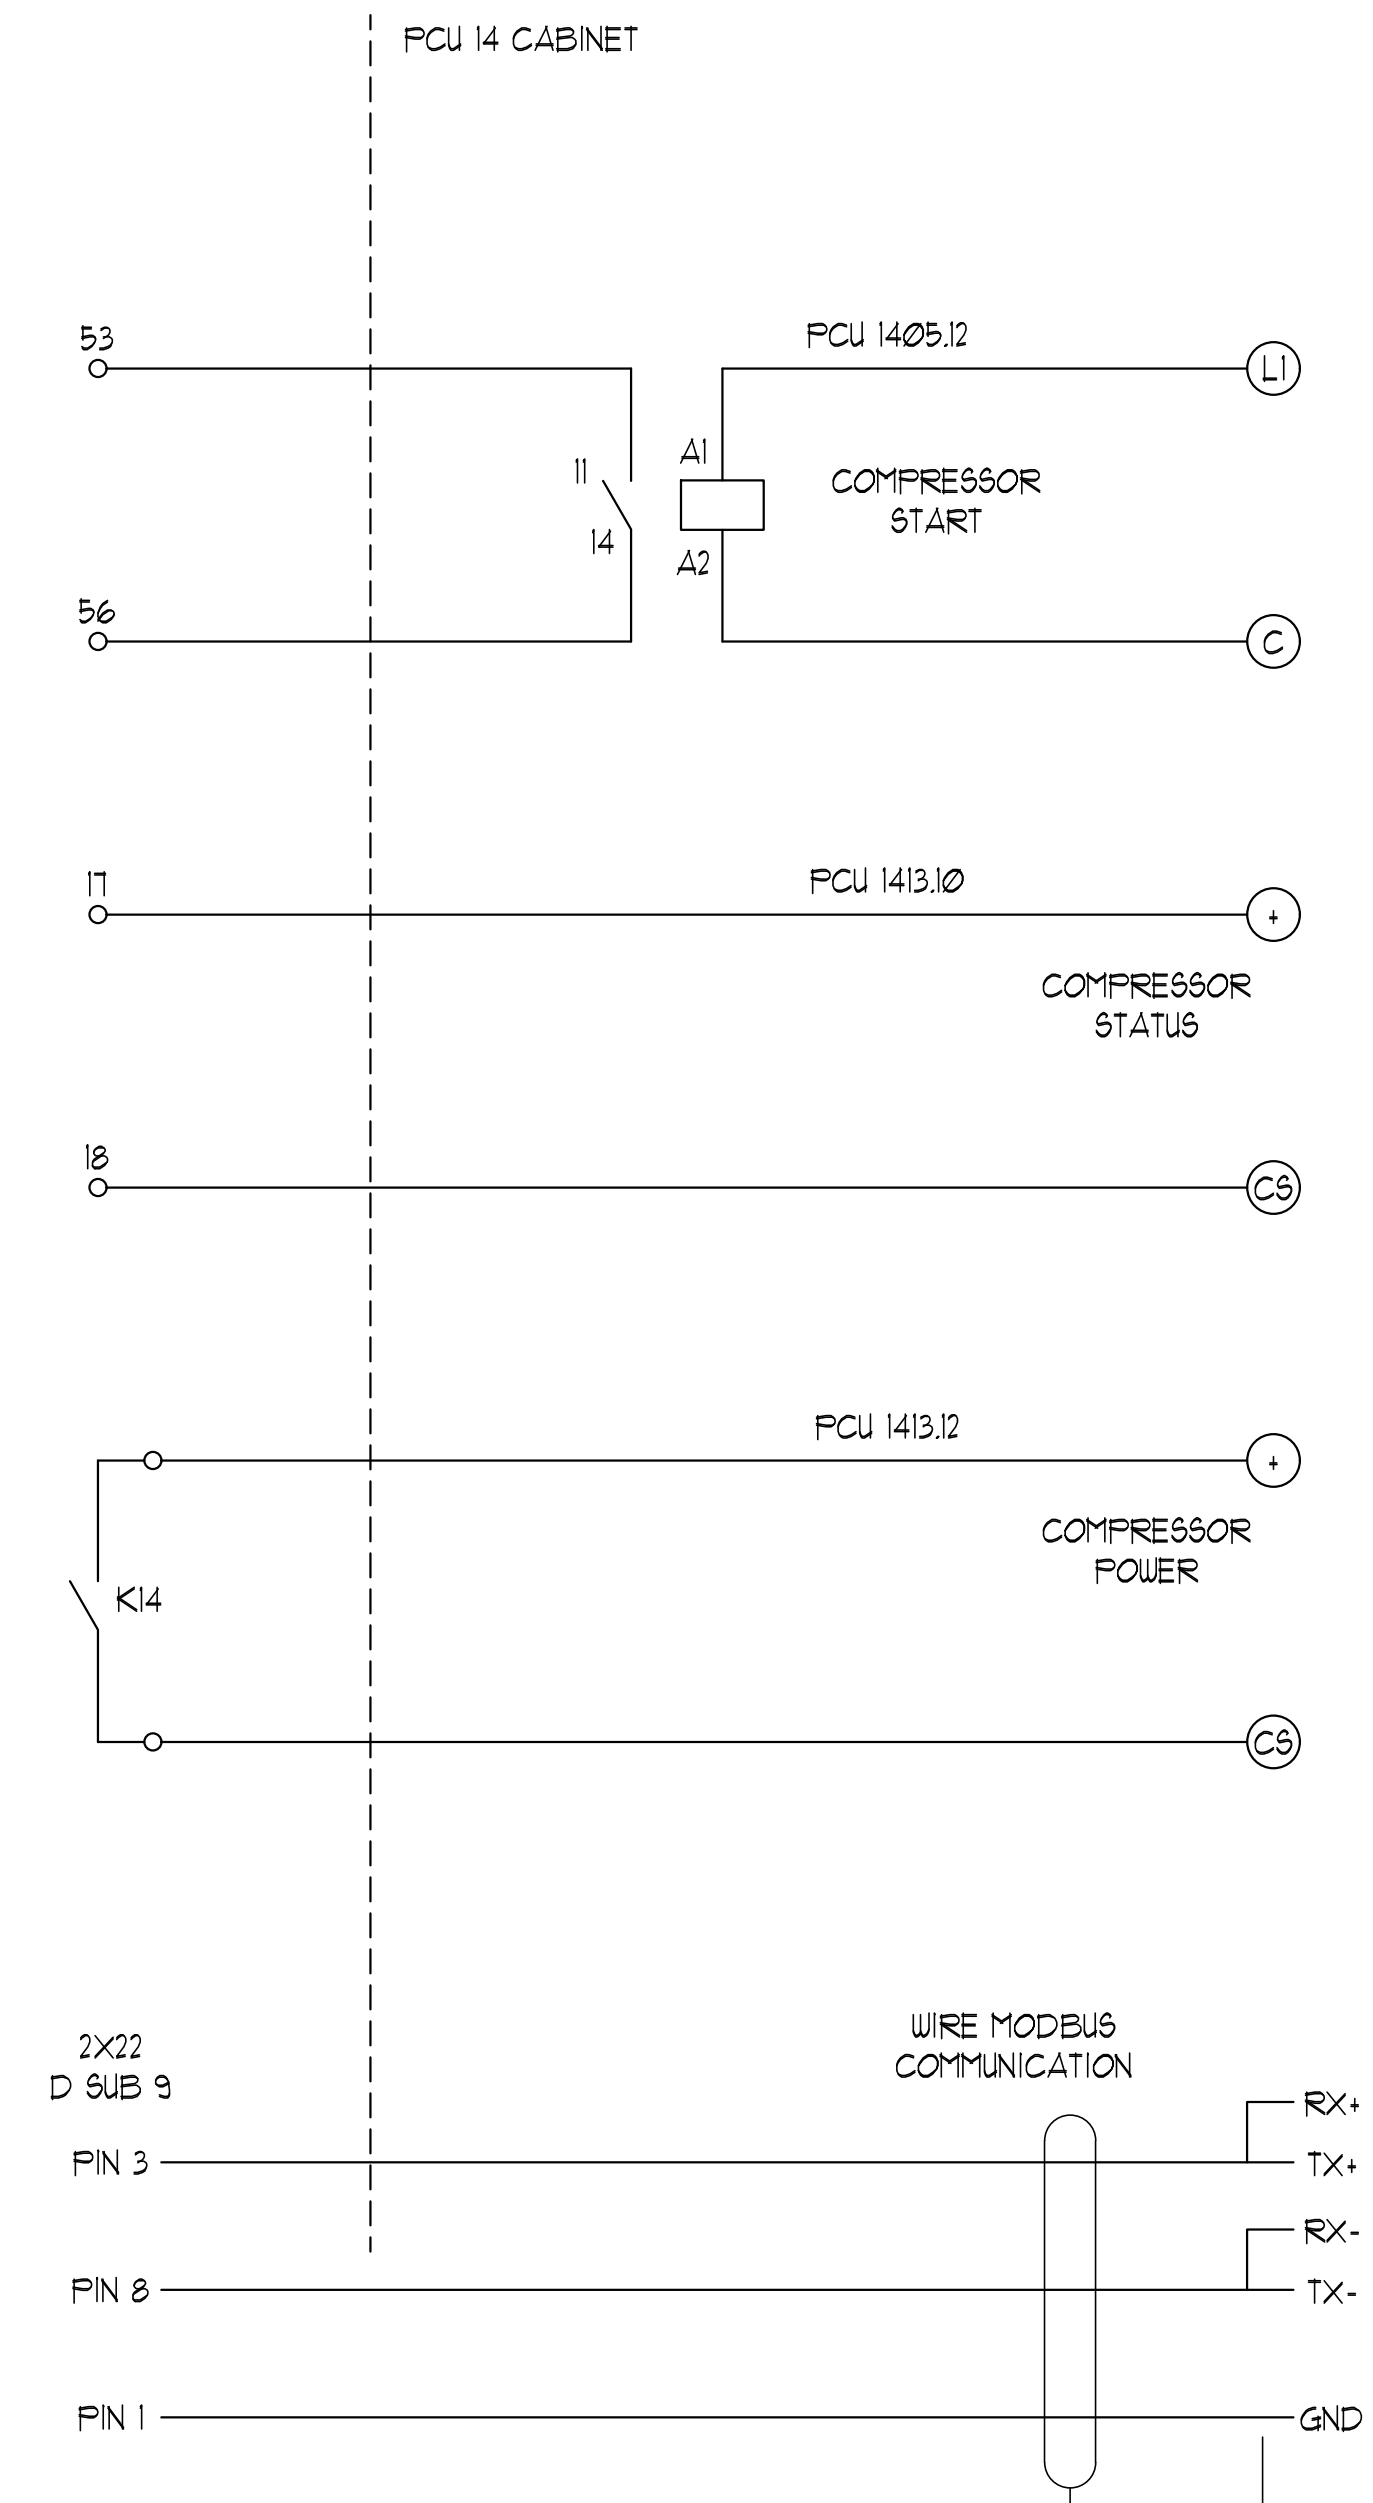 PCU 14 CABINET
53
PCU 1405.12
L1
A1
11
COMPRESSOR
START
14
A2
56
C
17
PCU 1413.10
+
COMPRESSOR
STATUS
18
CS
PCU 1413.12
+
COMPRESSOR
POWER
K14
CS
WIRE MODBUS
COMMUNICATION
2X22
D SUB 9
RX+
PIN 3
TX+
RX-
PIN 8
TX-
PIN 1
GND